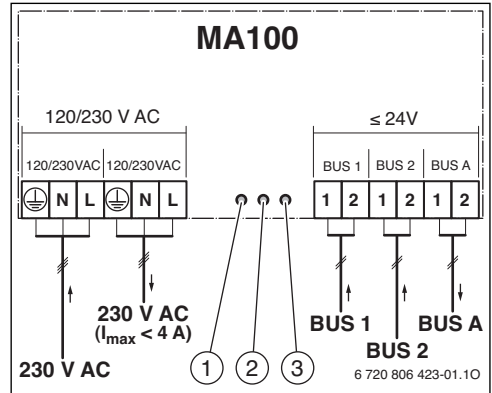 MA100
120/230 V AC
≤ 24V
120/230VAC 120/230VAC
BUS 1 BUS 2 BUS A
N L N L
1 2 1 2 1 2
230 V AC
(Imax < 4 A)
230 V AC
1 2 3
BUS 1
BUS 2
BUS A
6 720 806 423-01.1O